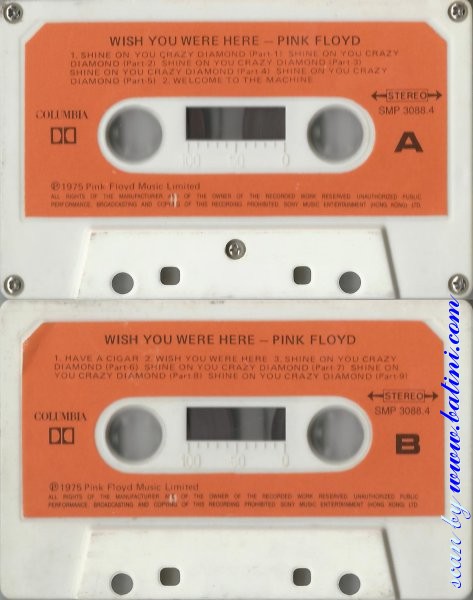 WISH YOU WERE HERE – PINK FLOYD
1. SHINE ON YOU CRAZY DIAMOND (Part-1) SHINE ON YOU CRAZY
DIAMOND (Part-2) SHINE ON YOU CRAZY DIAMOND (Part-3)
SHINE ON YOU CRAZY DIAMOND (Part-4) SHINE ON YOU CRAZY
DIAMOND (Part-5) 2. WELCOME TO THE MACHINE
STEREO
SMP 3088.4
COLUMBIA
A
100 50 0
℗1975 Pink Floyd Music Limited
ALL RIGHTS OF THE MANUFACTURER AND OF THE OWNER OF THE RECORDED WORK RESERVED UNAUTHORIZED PUBLIC
PERFORMANCE, BROADCASTING AND COPYING OF THIS RECORDING PROHIBITED SONY MUSIC ENTERTAINMENT (HONG KONG) LTD
WISH YOU WERE HERE – PINK FLOYD
1. HAVE A CIGAR 2. WISH YOU WERE HERE 3. SHINE ON YOU CRAZY
DIAMOND (Part-6) SHINE ON YOU CRAZY DIAMOND (Part-7) SHINE ON
YOU CRAZY DIAMOND (Part-8) SHINE ON YOU CRAZY DIAMOND (Part-9)
STEREO
SMP 3088.4
COLUMBIA
B
100 50 0
℗1975 Pink Floyd Music Limited
ALL RIGHTS OF THE MANUFACTURER AND OF THE OWNER OF THE RECORDED WORK RESERVED UNAUTHORIZED PUBLIC
PERFORMANCE, BROADCASTING AND COPYING OF THIS RECORDING PROHIBITED SONY MUSIC ENTERTAINMENT (HONG KONG) LTD
scan by www.batini.com